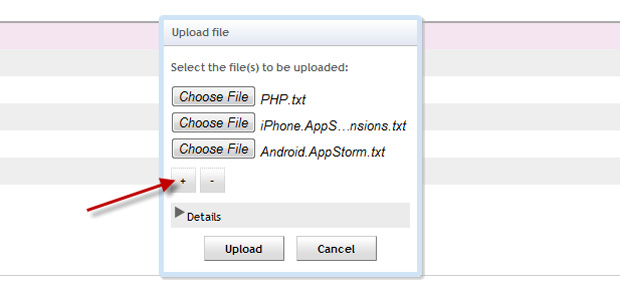 Upload file
Select the file(s) to be uploaded:
Choose File PHP.txt
Choose File iPhone.AppS...nsions.txt
Choose File Android.AppStorm.txt
+ -
Details
Upload Cancel